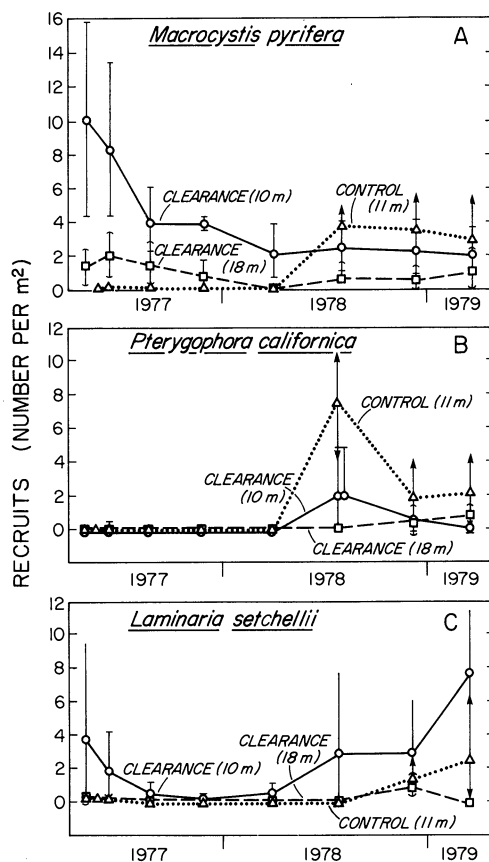 RECRUITS (NUMBER PER m²)
Macrocystis pyrifera
A
16
14
12
10
8
6
4
2
0
CLEARANCE (10 m)
CONTROL
(11 m)
CLEARANCE
(18 m)
1977
1978
1979
Pterygophora californica
B
12
10
8
6
4
2
0
CONTROL (11 m)
CLEARANCE
(10 m)
CLEARANCE (18 m)
1977
1978
1979
Laminaria setchellii
C
12
10
8
6
4
2
0
CLEARANCE (10 m)
CLEARANCE
(18 m)
CONTROL (11 m)
1977
1978
1979